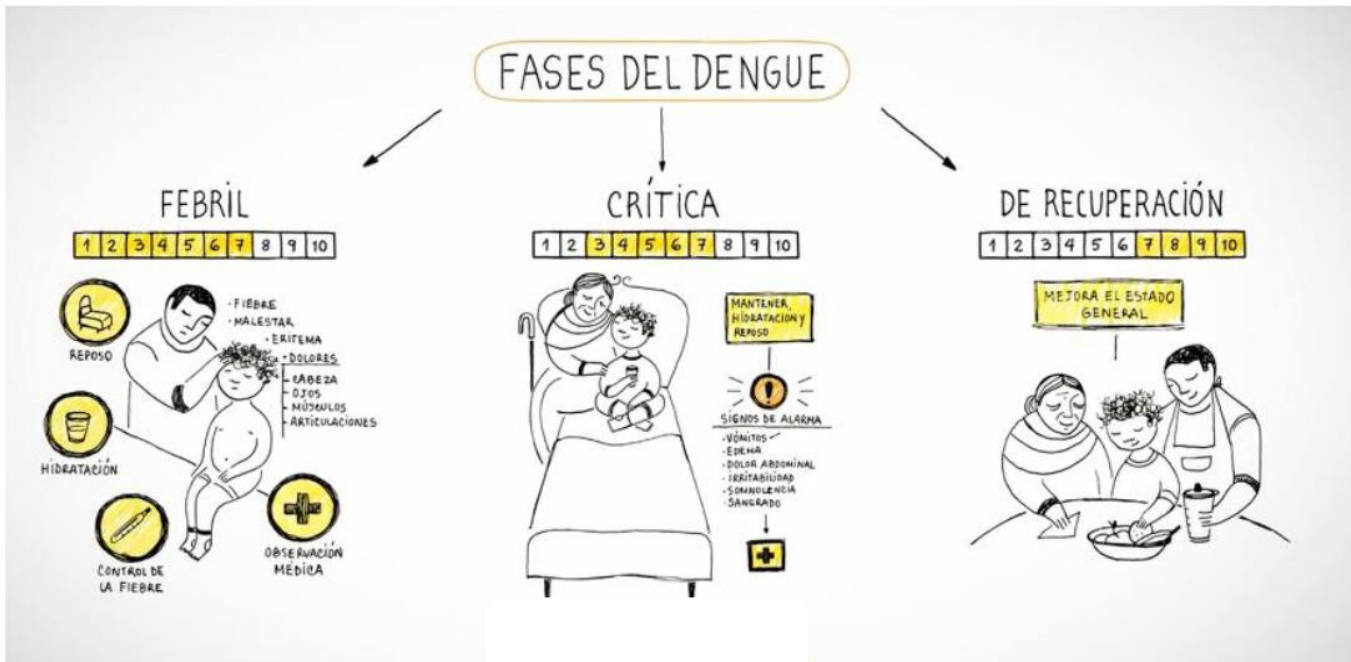 FASES DEL DENGUE
FEBRIL
1 2 3 4 5 6 7 8 9 10
REPOSO
HIDRATACIÓN
CONTROL DE
LA FIEBRE
OBSERVACIÓN
MÉDICA
· FIEBRE
· MALESTAR
· ERITEMA
· DOLORES
- CABEZA
- OJOS
- MÚSCULOS
- ARTICULACIONES
CRÍTICA
1 2 3 4 5 6 7 8 9 10
MANTENER,
HIDRATACIÓN Y
REPOSO
!
SIGNOS DE ALARMA
· VÓMITOS
· EDEMA
· DOLOR ABDOMINAL
· IRRITABILIDAD
· SOMNOLENCIA
· SANGRADO
DE RECUPERACIÓN
1 2 3 4 5 6 7 8 9 10
MEJORA EL ESTADO
GENERAL